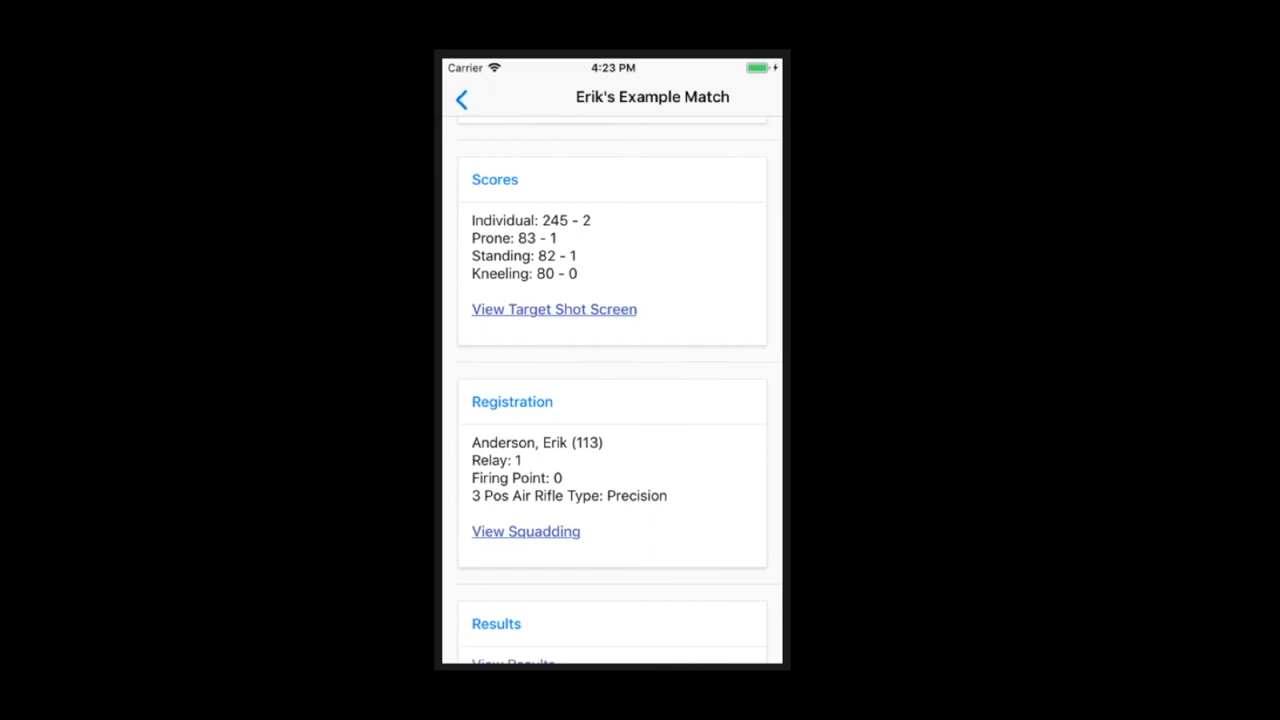 Carrier 4:23 PM
Erik's Example Match
Scores
Individual: 245 - 2
Prone: 83 - 1
Standing: 82 - 1
Kneeling: 80 - 0
View Target Shot Screen
Registration
Anderson, Erik (113)
Relay: 1
Firing Point: 0
3 Pos Air Rifle Type: Precision
View Squadding
Results
View Results